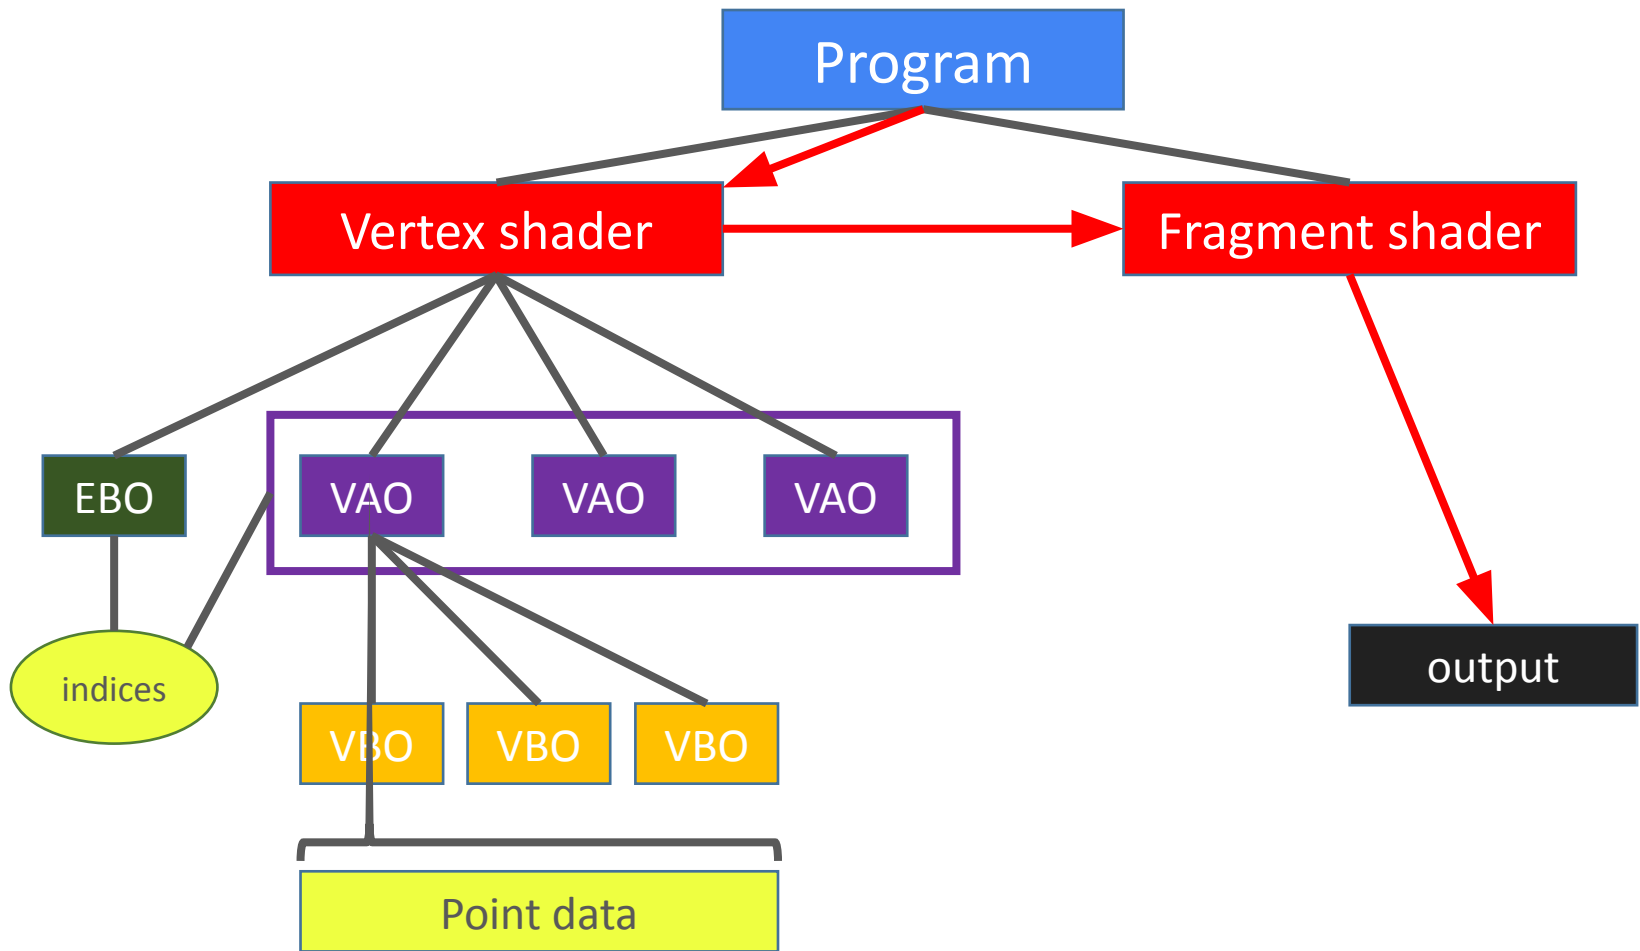 Program
Vertex shader
Fragment shader
EBO
VAO
VAO
VAO
indices
output
VBO
VBO
VBO
Point data